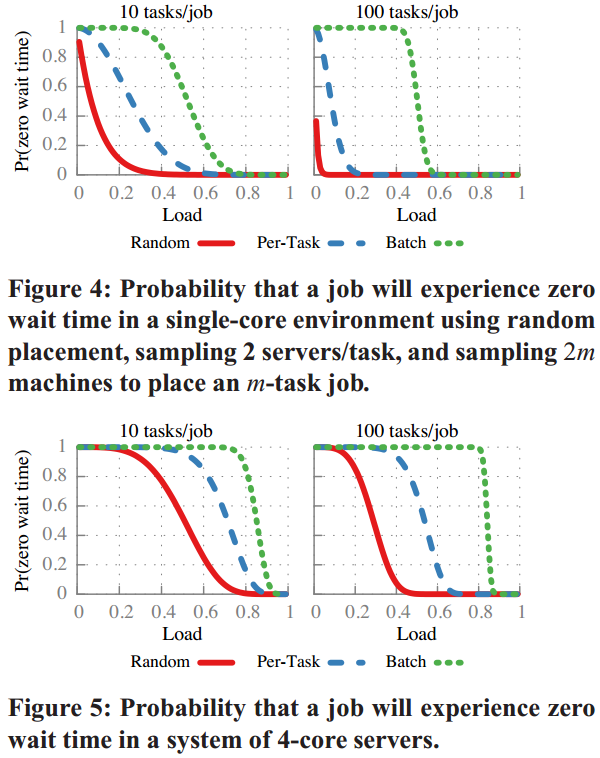 10 tasks/job
100 tasks/job
Pr(zero wait time)
1
0.8
0.6
0.4
0.2
0
0 0.2 0.4 0.6 0.8 1
0 0.2 0.4 0.6 0.8 1
Load
Load
Random Per-Task Batch
Figure 4: Probability that a job will experience zero
wait time in a single-core environment using random
placement, sampling 2 servers/task, and sampling 2m
machines to place an m-task job.
10 tasks/job
100 tasks/job
Pr(zero wait time)
1
0.8
0.6
0.4
0.2
0
0 0.2 0.4 0.6 0.8 1
0 0.2 0.4 0.6 0.8 1
Load
Load
Random Per-Task Batch
Figure 5: Probability that a job will experience zero
wait time in a system of 4-core servers.